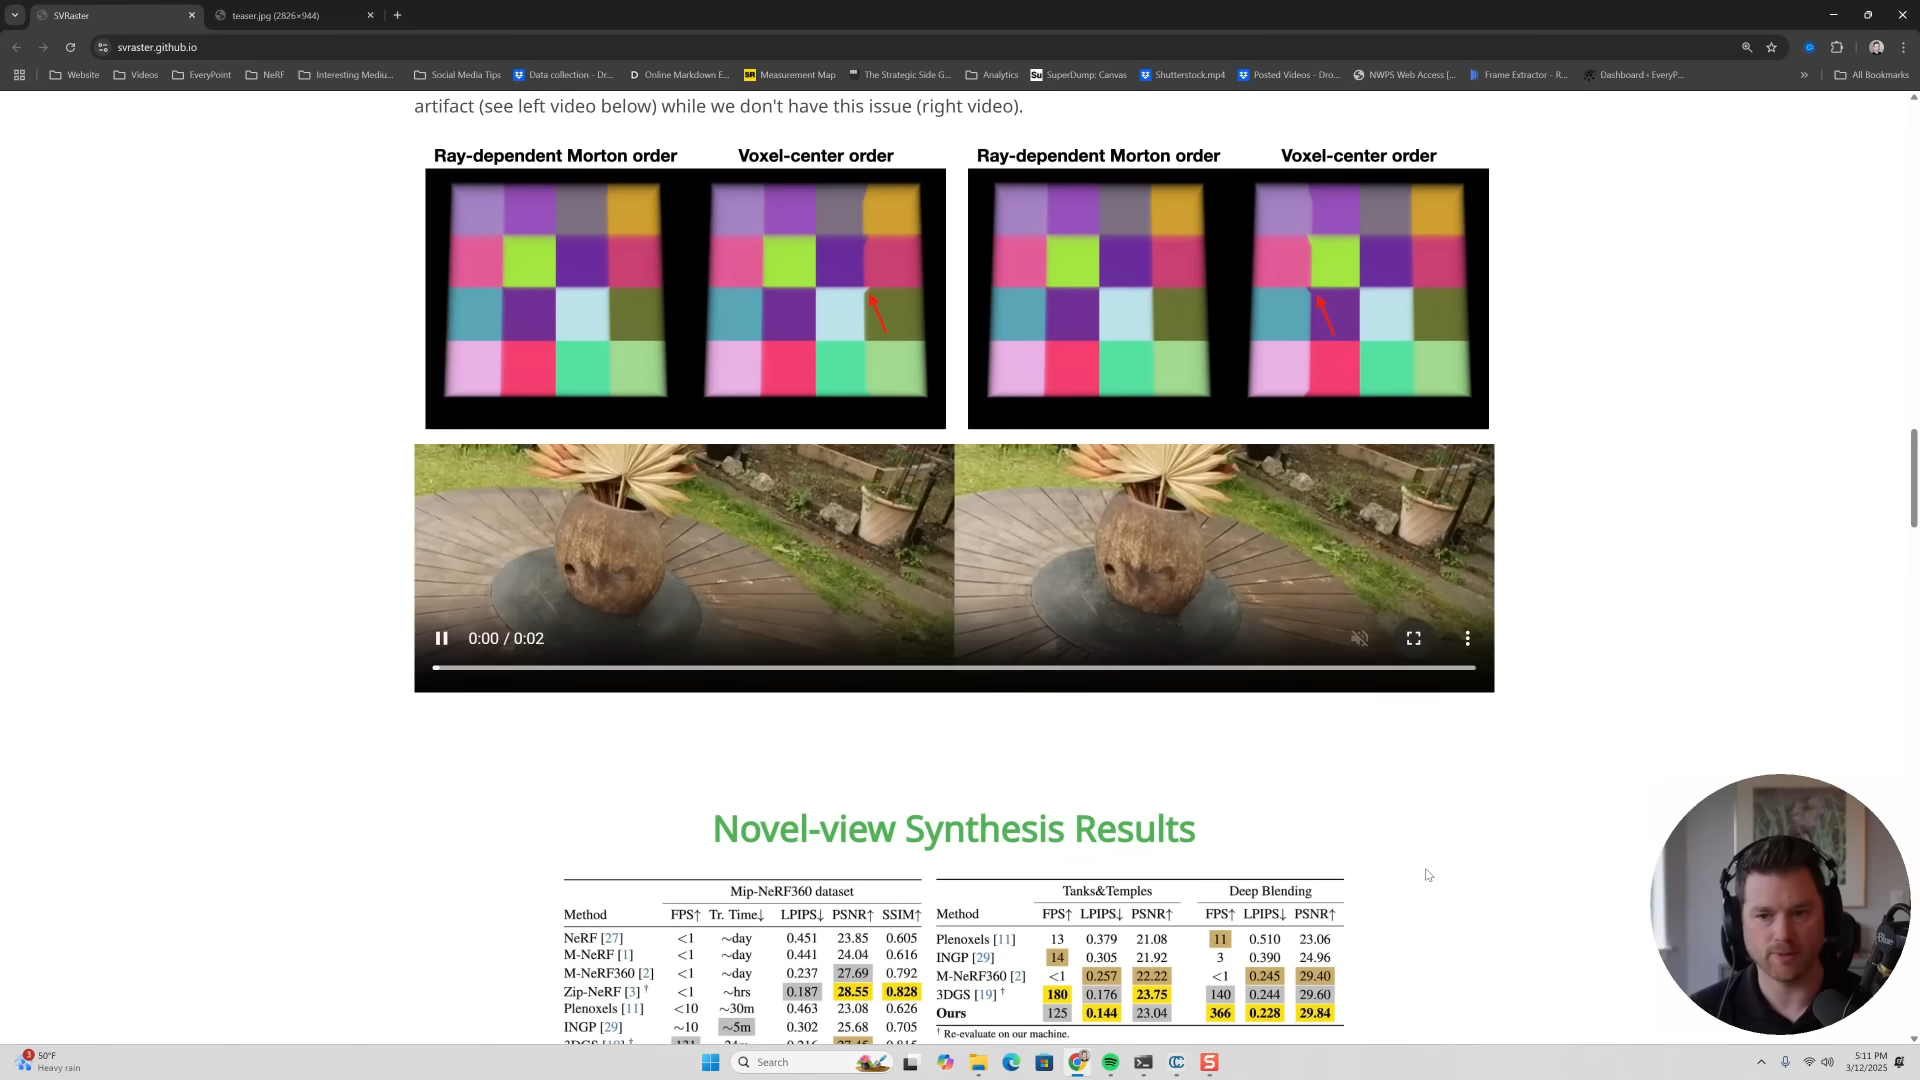 SVRaster
teaser.jpg (2826×944)
svraster.github.io
Website
Videos
EveryPoint
NeRF
Interesting Mediu...
Social Media Tips
Data collection - Dr...
Online Markdown E...
Measurement Map
The Strategic Side G...
Analytics
SuperDump: Canvas
Shutterstock.mp4
Posted Videos - Dro...
NWPS Web Access [...
Frame Extractor - R...
Dashboard ‹ EveryP...
All Bookmarks
artifact (see left video below) while we don't have this issue (right video).
Ray-dependent Morton order Voxel-center order
Ray-dependent Morton order Voxel-center order
0:00 / 0:02
Novel-view Synthesis Results
Mip-NeRF360 dataset
Method FPS↑ Tr. Time↓ LPIPS↓ PSNR↑ SSIM↑
NeRF [27] <1 ~day 0.451 23.85 0.605
M-NeRF [1] <1 ~day 0.441 24.04 0.616
M-NeRF360 [2] <1 ~day 0.237 27.69 0.792
Zip-NeRF [3] † <1 ~hrs 0.187 28.55 0.828
Plenoxels [11] <10 ~30m 0.463 23.08 0.626
INGP [29] ~10 ~5m 0.302 25.68 0.705
Tanks&Temples Deep Blending
Method FPS↑ LPIPS↓ PSNR↑ FPS↑ LPIPS↓ PSNR↑
Plenoxels [11] 13 0.379 21.08 11 0.510 23.06
INGP [29] 14 0.305 21.92 3 0.390 24.96
M-NeRF360 [2] <1 0.257 22.22 <1 0.245 29.40
3DGS [19] † 180 0.176 23.75 140 0.244 29.60
Ours 125 0.144 23.04 366 0.228 29.84
† Re-evaluate on our machine.
3
50°F
Heavy rain
Search
5:11 PM
3/12/2025